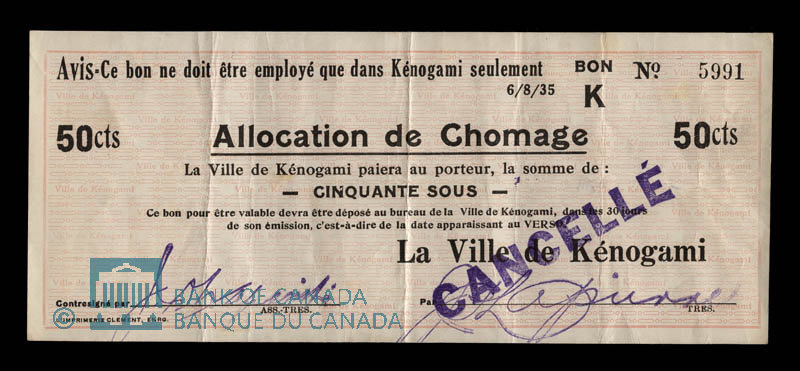 Avis-Ce bon ne doit être employé que dans Kénogami seulement
BON K
Nº 5991
6/8/35
50cts Allocation de Chomage 50cts
La Ville de Kénogami paiera au porteur, la somme de :
— CINQUANTE SOUS —
Ce bon pour être valable devra être déposé au bureau de la Ville de Kénogami, dans les 30 jours
de son émission, c'est-à-dire de la date apparaissant au VERSO.
La Ville de Kénogami
CANCELLÉ
Contresigné par
ASS.-TRES.
Par
TRES.
IMPRIMERIE CLEMENT, ENRG.
© BANK OF CANADA
BANQUE DU CANADA